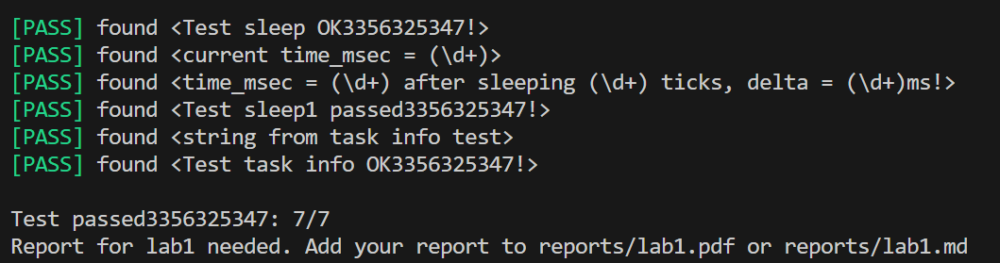 [PASS] found <Test sleep OK3356325347!>
[PASS] found <current time_msec = (\d+)>
[PASS] found <time_msec = (\d+) after sleeping (\d+) ticks, delta = (\d+)ms!>
[PASS] found <Test sleep1 passed3356325347!>
[PASS] found <string from task info test>
[PASS] found <Test task info OK3356325347!>
Test passed3356325347: 7/7
Report for lab1 needed. Add your report to reports/lab1.pdf or reports/lab1.md